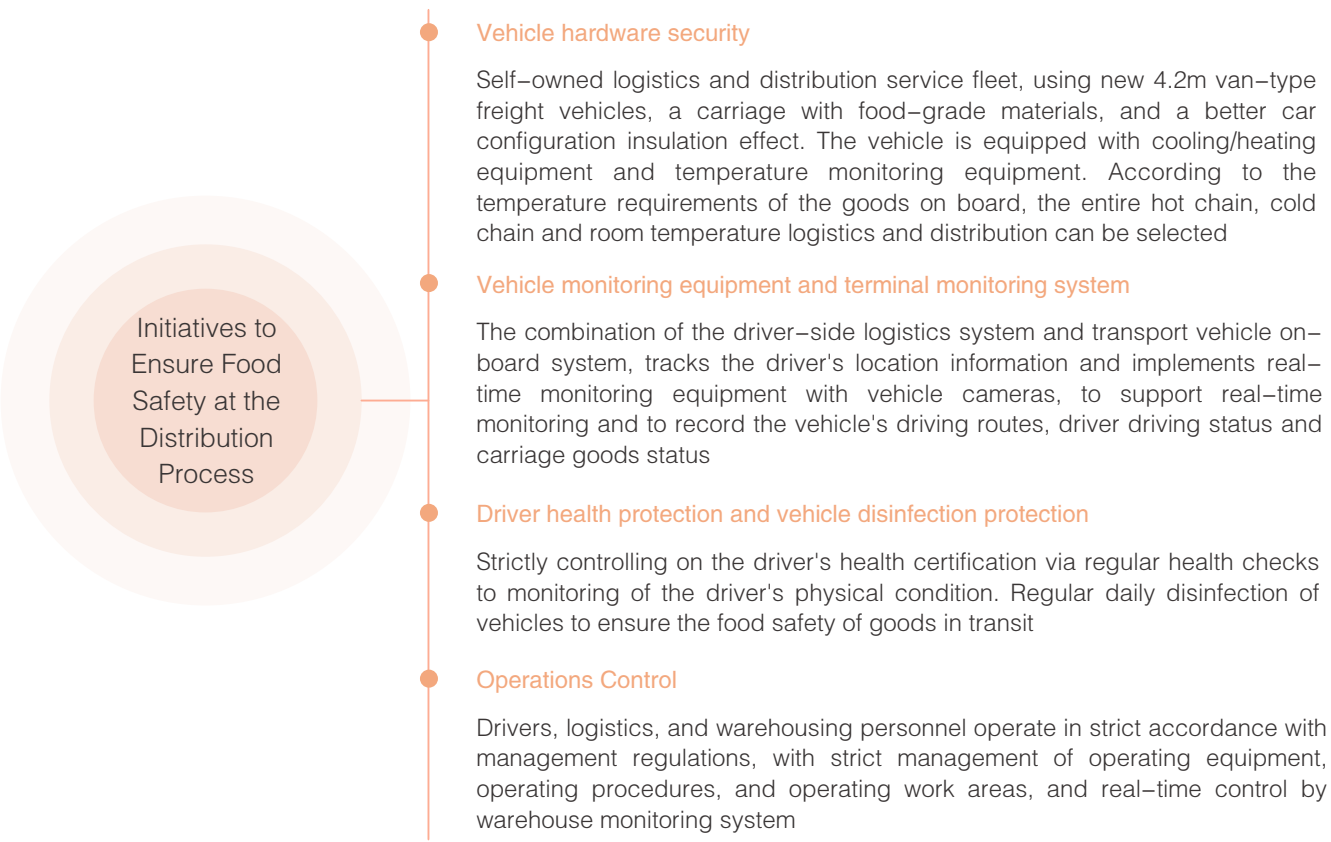 Initiatives to
Ensure Food
Safety at the
Distribution
Process
Vehicle hardware security
Self-owned logistics and distribution service fleet, using new 4.2m van-type
freight vehicles, a carriage with food-grade materials, and a better car
configuration insulation effect. The vehicle is equipped with cooling/heating
equipment and temperature monitoring equipment. According to the
temperature requirements of the goods on board, the entire hot chain, cold
chain and room temperature logistics and distribution can be selected
Vehicle monitoring equipment and terminal monitoring system
The combination of the driver-side logistics system and transport vehicle on-
board system, tracks the driver's location information and implements real-
time monitoring equipment with vehicle cameras, to support real-time
monitoring and to record the vehicle's driving routes, driver driving status and
carriage goods status
Driver health protection and vehicle disinfection protection
Strictly controlling on the driver's health certification via regular health checks
to monitoring of the driver's physical condition. Regular daily disinfection of
vehicles to ensure the food safety of goods in transit
Operations Control
Drivers, logistics, and warehousing personnel operate in strict accordance with
management regulations, with strict management of operating equipment,
operating procedures, and operating work areas, and real-time control by
warehouse monitoring system